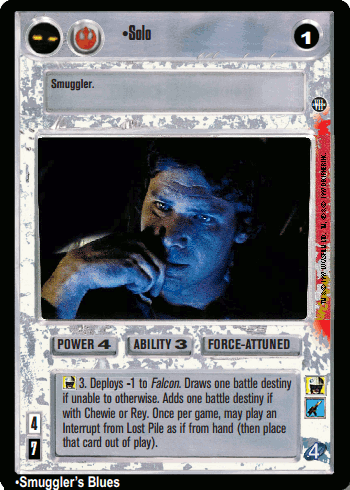 •Solo
1
Smuggler.
POWER 4
ABILITY 3
FORCE-ATTUNED
3. Deploys -1 to Falcon. Draws one battle destiny
if unable to otherwise. Adds one battle destiny if
with Chewie or Rey. Once per game, may play an
Interrupt from Lost Pile as if from hand (then place
that card out of play).
4
7
4
•Smuggler's Blues